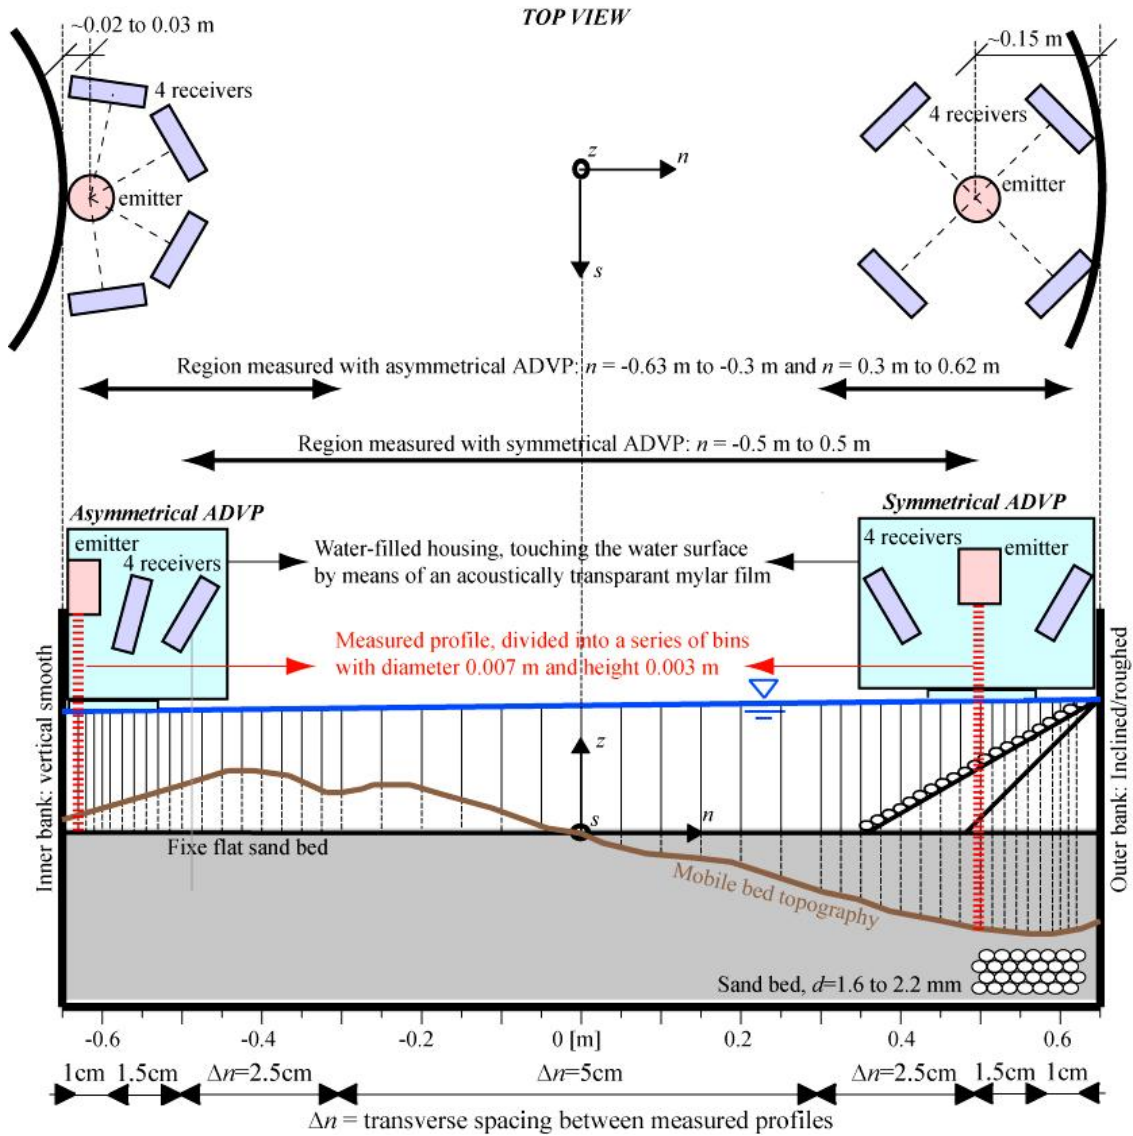 TOP VIEW
~0.02 to 0.03 m
~0.15 m
4 receivers
4 receivers
z
n
emitter
emitter
s
Region measured with asymmetrical ADVP: n = -0.63 m to -0.3 m and n = 0.3 m to 0.62 m
Region measured with symmetrical ADVP: n = -0.5 m to 0.5 m
Asymmetrical ADVP
Symmetrical ADVP
emitter
4 receivers
4 receivers
emitter
Water-filled housing, touching the water surface
by means of an acoustically transparant mylar film
Measured profile, divided into a series of bins
with diameter 0.007 m and height 0.003 m
Inner bank: vertical smooth
Outer bank: Inclined/roughed
z
s
n
Fixe flat sand bed
Mobile bed topography
Sand bed, d=1.6 to 2.2 mm
-0.6 -0.4 -0.2 0 [m] 0.2 0.4 0.6
1cm 1.5cm Δn=2.5cm Δn=5cm Δn=2.5cm 1.5cm 1cm
Δn = transverse spacing between measured profiles